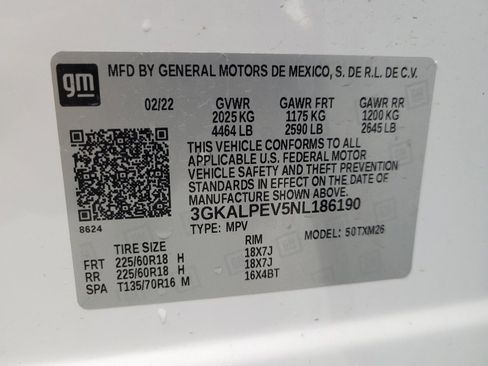 gm
MFD BY GENERAL MOTORS DE MEXICO, S. DE R.L. DE C.V.
02/22 GVWR GAWR FRT GAWR RR
2025 KG 1175 KG 1200 KG
4464 LB 2590 LB 2645 LB
THIS VEHICLE CONFORMS TO ALL
APPLICABLE U.S. FEDERAL MOTOR
VEHICLE SAFETY AND THEFT PREVENTION
STANDARDS IN EFFECT ON THE DATE OF
MANUFACTURE SHOWN ABOVE.
3GKALPEV5NL186190
8624
TYPE: MPV MODEL: 50TXM26
TIRE SIZE RIM
FRT 225/60R18 H 18X7J
RR 225/60R18 H 18X7J
SPA T135/70R16 M 16X4BT